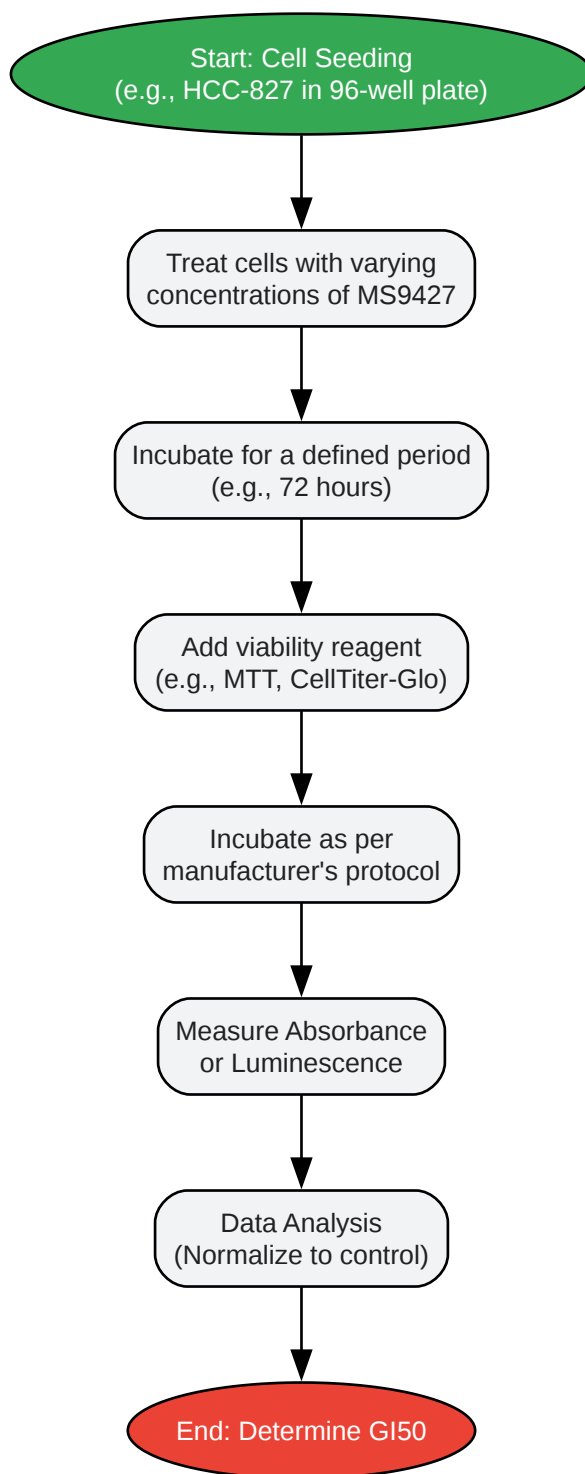 Start: Cell Seeding
(e.g., HCC-827 in 96-well plate)
Treat cells with varying
concentrations of MS9427
Incubate for a defined period
(e.g., 72 hours)
Add viability reagent
(e.g., MTT, CellTiter-Glo)
Incubate as per
manufacturer's protocol
Measure Absorbance
or Luminescence
Data Analysis
(Normalize to control)
End: Determine GI50